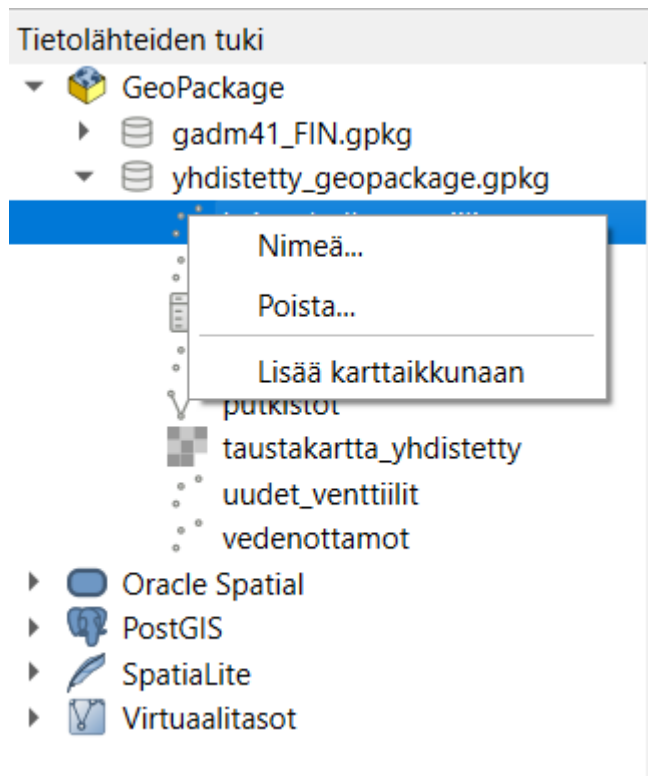 Tietolähteiden tuki
GeoPackage
gadm41_FIN.gpkg
yhdistetty_geopackage.gpkg
Nimeä...
Poista...
Lisää karttaikkunaan
putkistot
taustakartta_yhdistetty
uudet_venttiilit
vedenottamot
Oracle Spatial
PostGIS
SpatiaLite
Virtuaalitasot